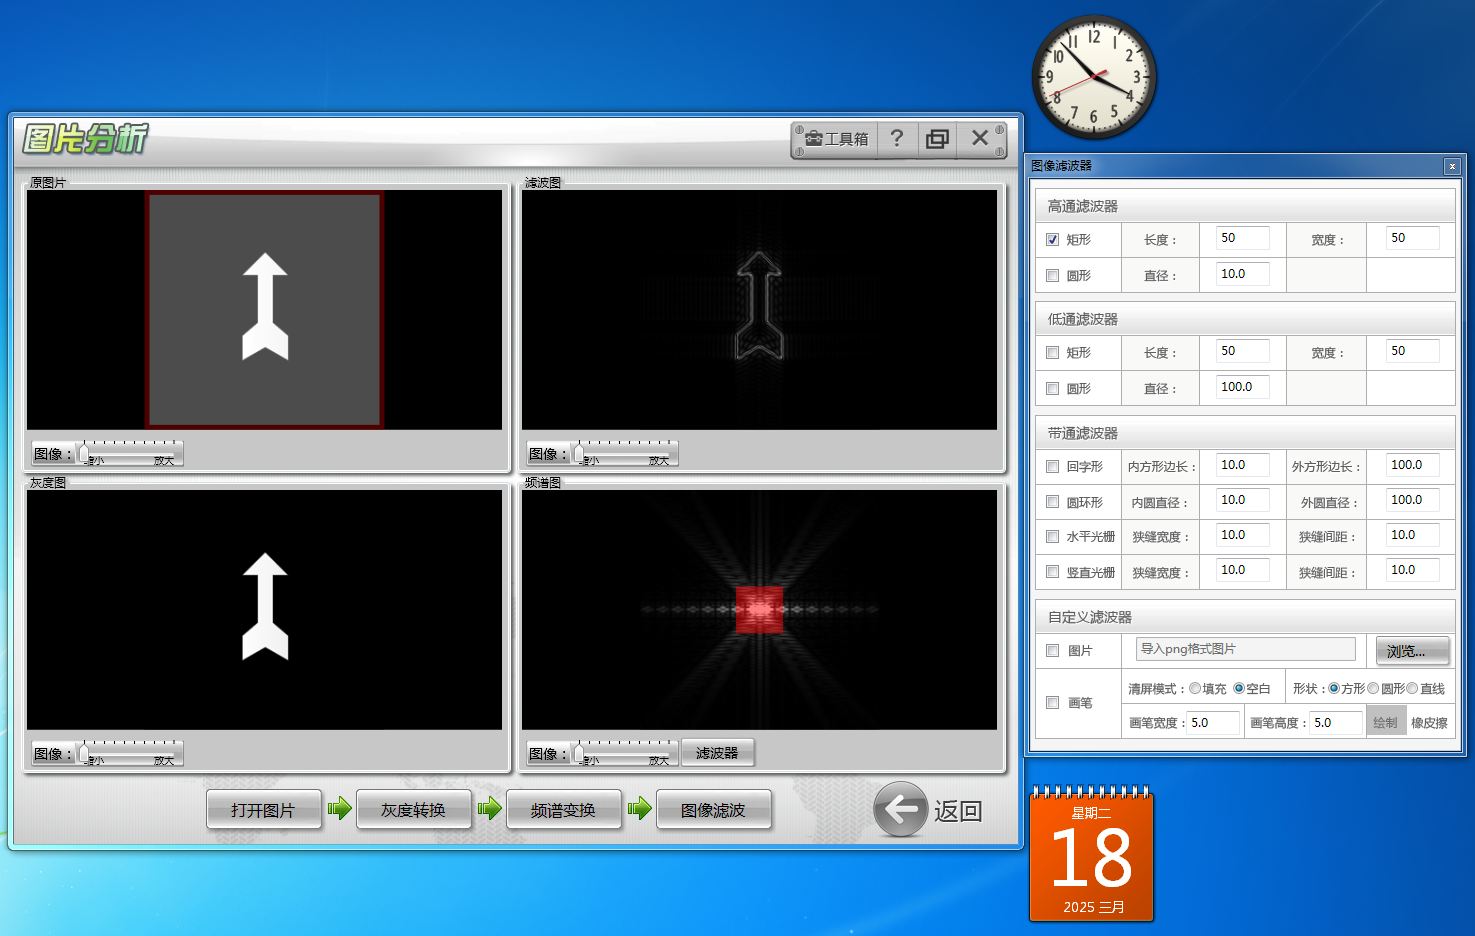 图片分析
工具箱 ?
原图片
图像： 缩小 放大
滤波图
图像： 缩小 放大
灰度图
图像： 缩小 放大
频谱图
图像： 缩小 放大 滤波器
打开图片 灰度转换 频谱变换 图像滤波 返回
12 1 2 3 4 5 6 7 8 9 10 11
图像滤波器
高通滤波器
矩形 长度： 50 宽度： 50
圆形 直径： 10.0
低通滤波器
矩形 长度： 50 宽度： 50
圆形 直径： 100.0
带通滤波器
回字形 内方形边长： 10.0 外方形边长： 100.0
圆环形 内圆直径： 10.0 外圆直径： 100.0
水平光栅 狭缝宽度： 10.0 狭缝间距： 10.0
竖直光栅 狭缝宽度： 10.0 狭缝间距： 10.0
自定义滤波器
图片 导入png格式图片 浏览...
画笔 清屏模式： 填充 空白 形状： 方形 圆形 直线
画笔宽度： 5.0 画笔高度： 5.0 绘制 橡皮擦
星期二
18
2025 三月